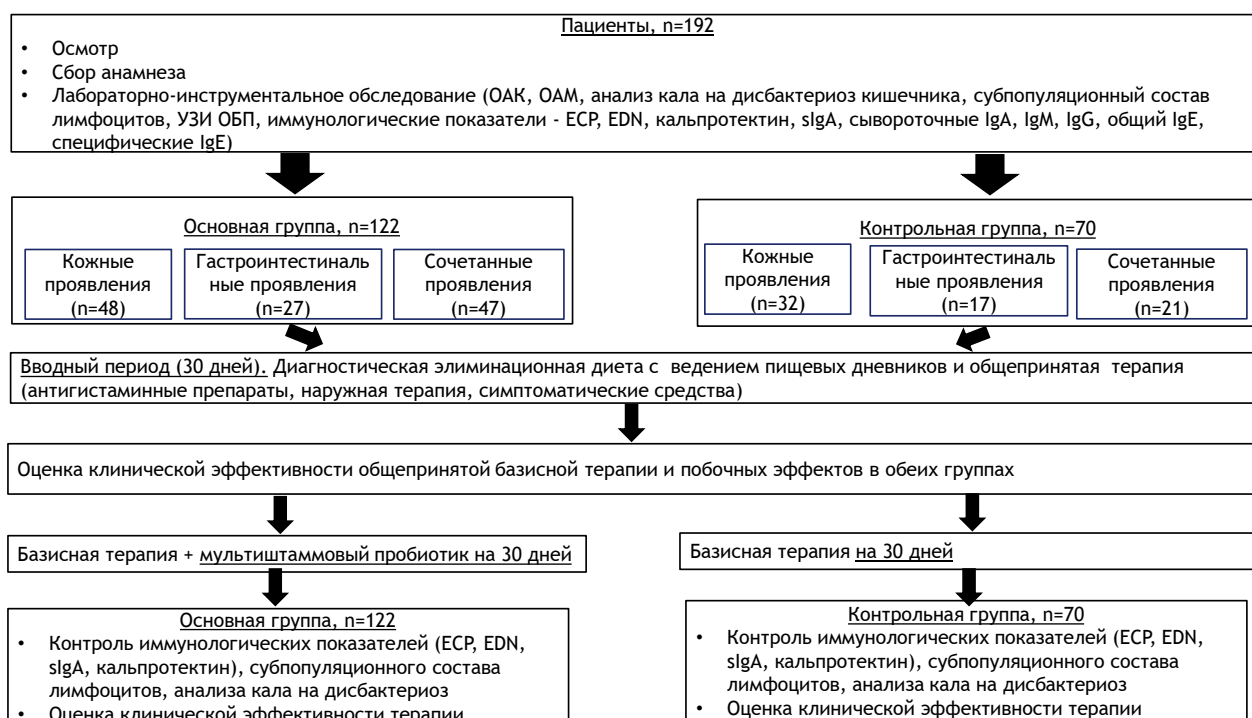 Пациенты, n=192
• Осмотр
• Сбор анамнеза
• Лабораторно-инструментальное обследование (ОАК, ОАМ, анализ кала на дисбактериоз кишечника, субпопуляционный состав
лимфоцитов, УЗИ ОБП, иммунологические показатели - ECP, EDN, кальпротектин, sIgA, сывороточные IgA, IgM, IgG, общий IgE,
специфические IgE)
Основная группа, n=122
Кожные
проявления
(n=48)
Гастроинтестиналь
ные проявления
(n=27)
Сочетанные
проявления
(n=47)
Контрольная группа, n=70
Кожные
проявления
(n=32)
Гастроинтестиналь
ные проявления
(n=17)
Сочетанные
проявления
(n=21)
Вводный период (30 дней). Диагностическая элиминационная диета с ведением пищевых дневников и общепринятая терапия
(антигистаминные препараты, наружная терапия, симптоматические средства)
Оценка клинической эффективности общепринятой базисной терапии и побочных эффектов в обеих группах
Базисная терапия + мультиштаммовый пробиотик на 30 дней
Базисная терапия на 30 дней
Основная группа, n=122
• Контроль иммунологических показателей (ECP, EDN,
sIgA, кальпротектин), субпопуляционного состава
лимфоцитов, анализа кала на дисбактериоз
• Оценка клинической эффективности терапии
Контрольная группа, n=70
• Контроль иммунологических показателей (ECP, EDN,
sIgA, кальпротектин), субпопуляционного состава
лимфоцитов, анализа кала на дисбактериоз
• Оценка клинической эффективности терапии